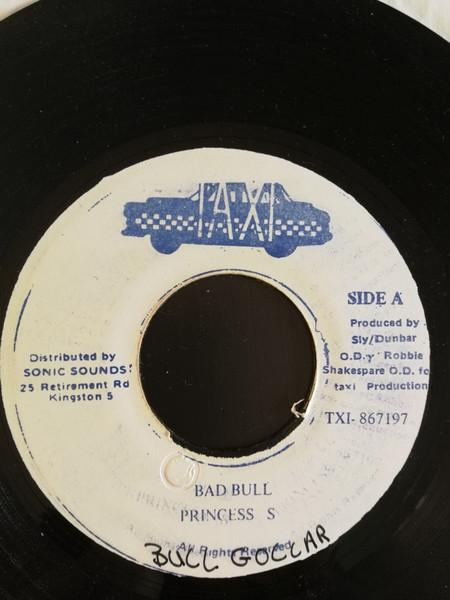 TAXI
SIDE A
Produced by
Sly/Dunbar
O.D.y Robbie
Shakespare O.D. fo
taxi Production
TXI-867197
Distributed by
SONIC SOUNDS
25 Retirement Rd
Kingston 5
BAD BULL
PRINCESS S
All Rights Reserved
BULL GOLLAR